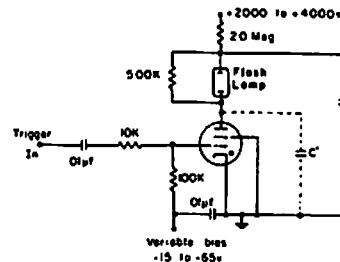 +2000 to +4000v
20 Meg
500K
Flash
Lamp
Trigger
In
.01µf
10K
100K
C'
.01µf
Variable bias
-15 to -65v